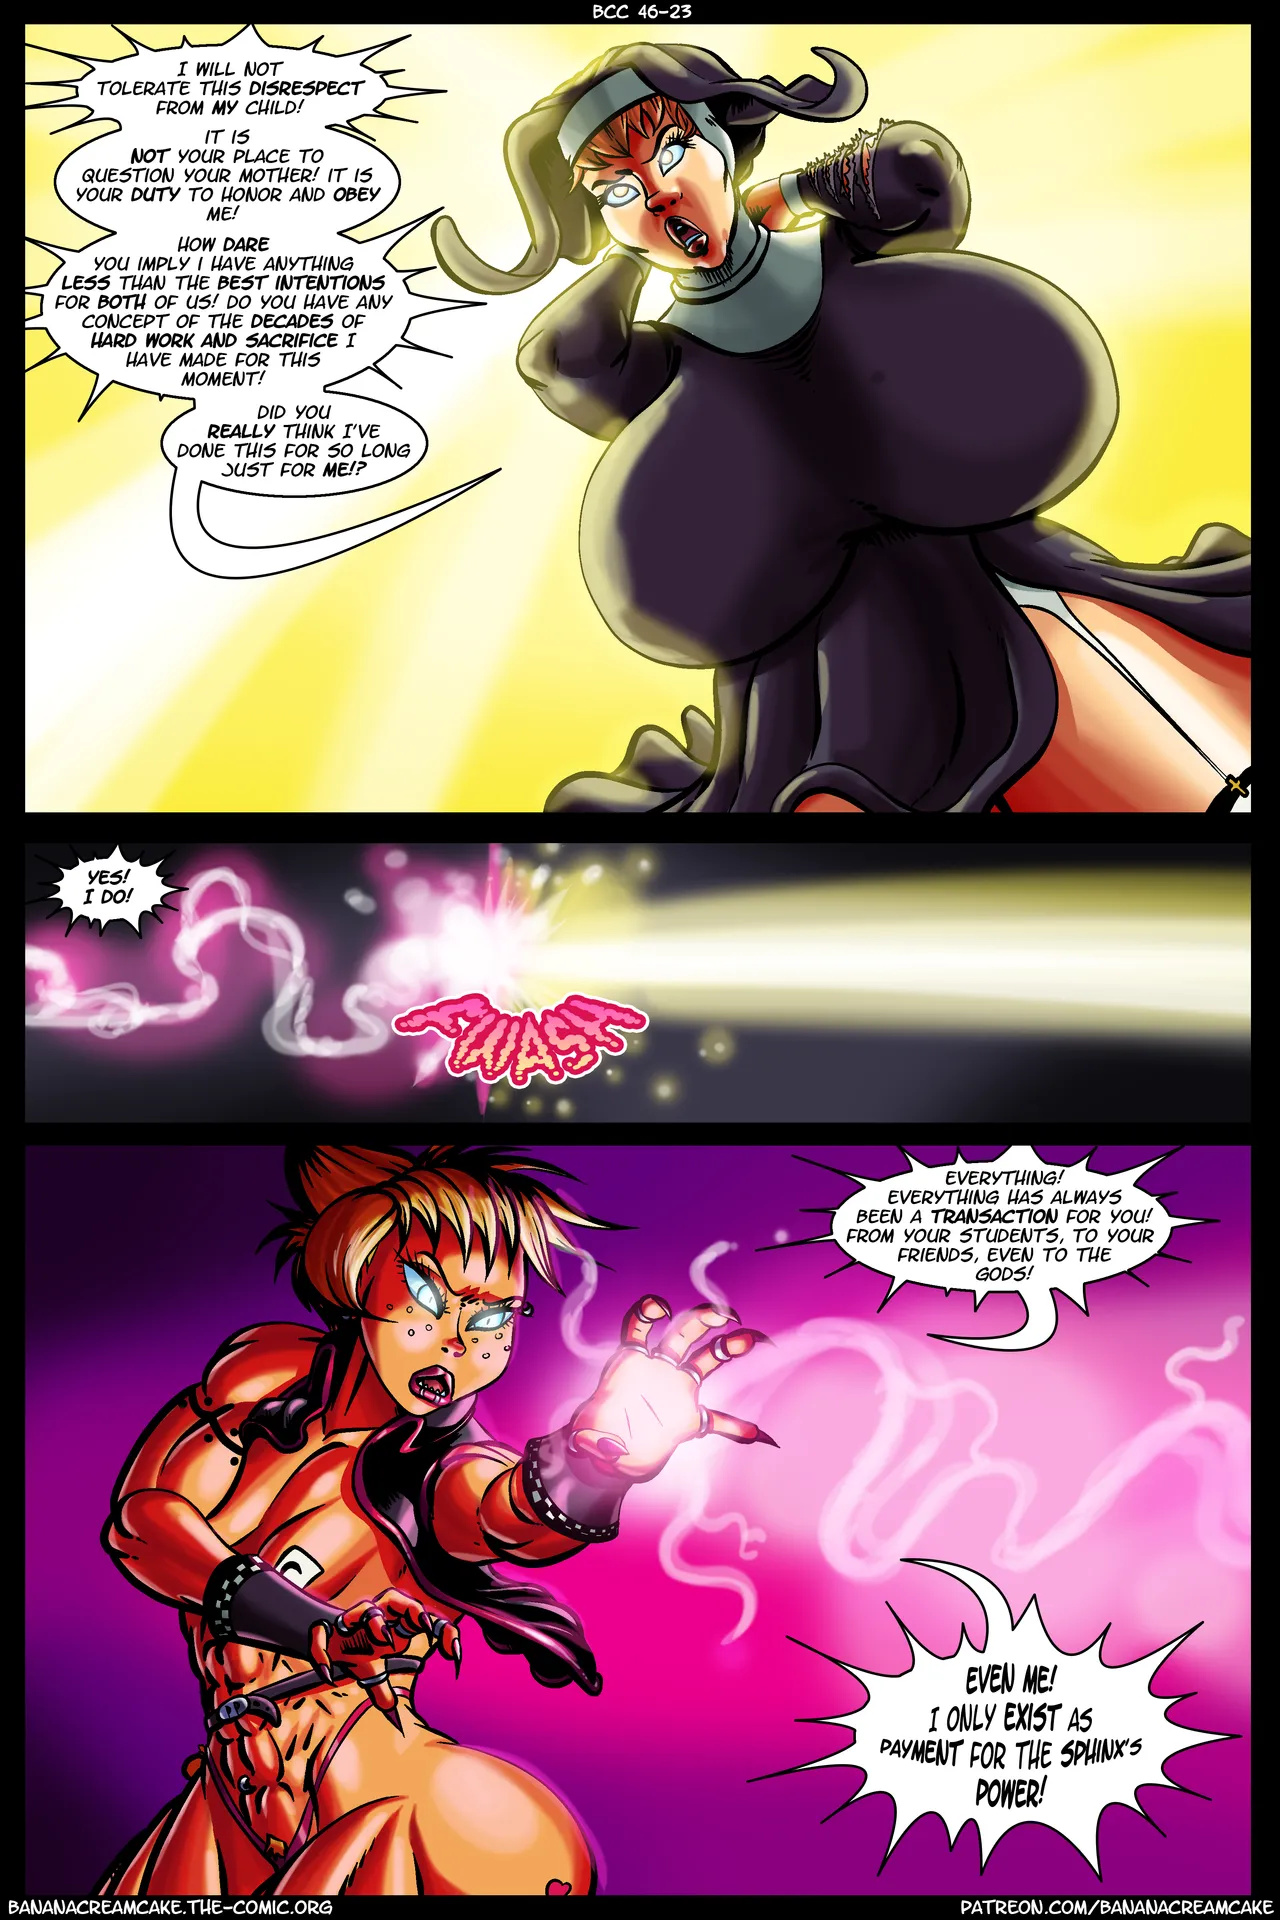 BCC 46-23
I WILL NOT
TOLERATE THIS DISRESPECT
FROM MY CHILD!
IT IS
NOT YOUR PLACE TO
QUESTION YOUR MOTHER! IT IS
YOUR DUTY TO HONOR AND OBEY
ME!
HOW DARE
YOU IMPLY I HAVE ANYTHING
LESS THAN THE BEST INTENTIONS
FOR BOTH OF US! DO YOU HAVE ANY
CONCEPT OF THE DECADES OF
HARD WORK AND SACRIFICE I
HAVE MADE FOR THIS
MOMENT!
DID YOU
REALLY THINK I'VE
DONE THIS FOR SO LONG
JUST FOR ME!?
YES!
I DO!
FWASH
EVERYTHING!
EVERYTHING HAS ALWAYS
BEEN A TRANSACTION FOR YOU!
FROM YOUR STUDENTS, TO YOUR
FRIENDS, EVEN TO THE
GODS!
EVEN ME!
I ONLY EXIST AS
PAYMENT FOR THE SPHINX'S
POWER!
BANANACREAMCAKE.THE-COMIC.ORG
PATREON.COM/BANANACREAMCAKE